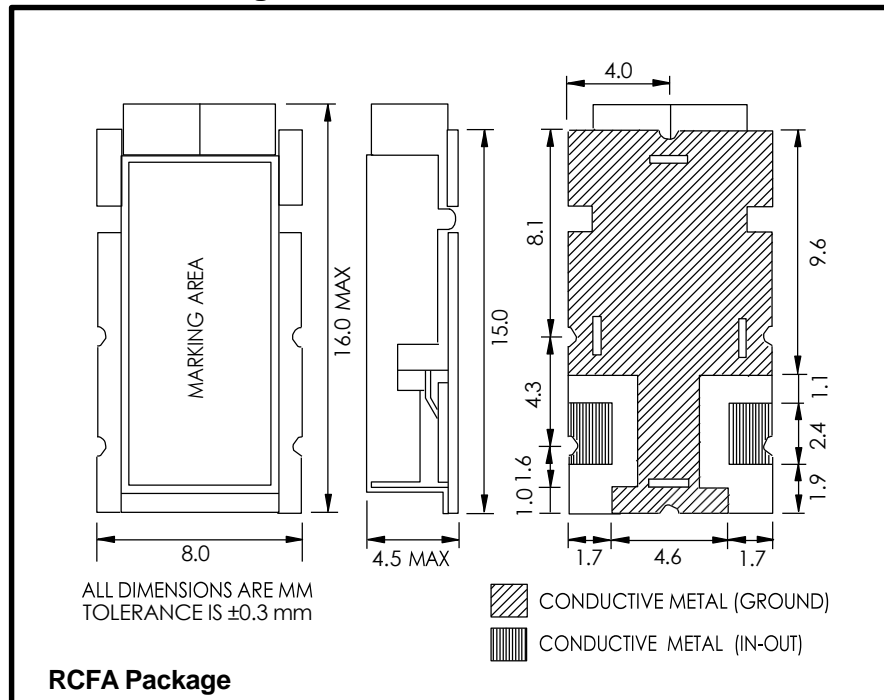 4.0
MARKING AREA
16.0 MAX
15.0
8.1
4.3
1.6
1.0
9.6
1.1
2.4
1.9
8.0
4.5 MAX
1.7
4.6
1.7
ALL DIMENSIONS ARE MM
TOLERANCE IS ±0.3 mm
CONDUCTIVE METAL (GROUND)
CONDUCTIVE METAL (IN-OUT)
RCFA Package